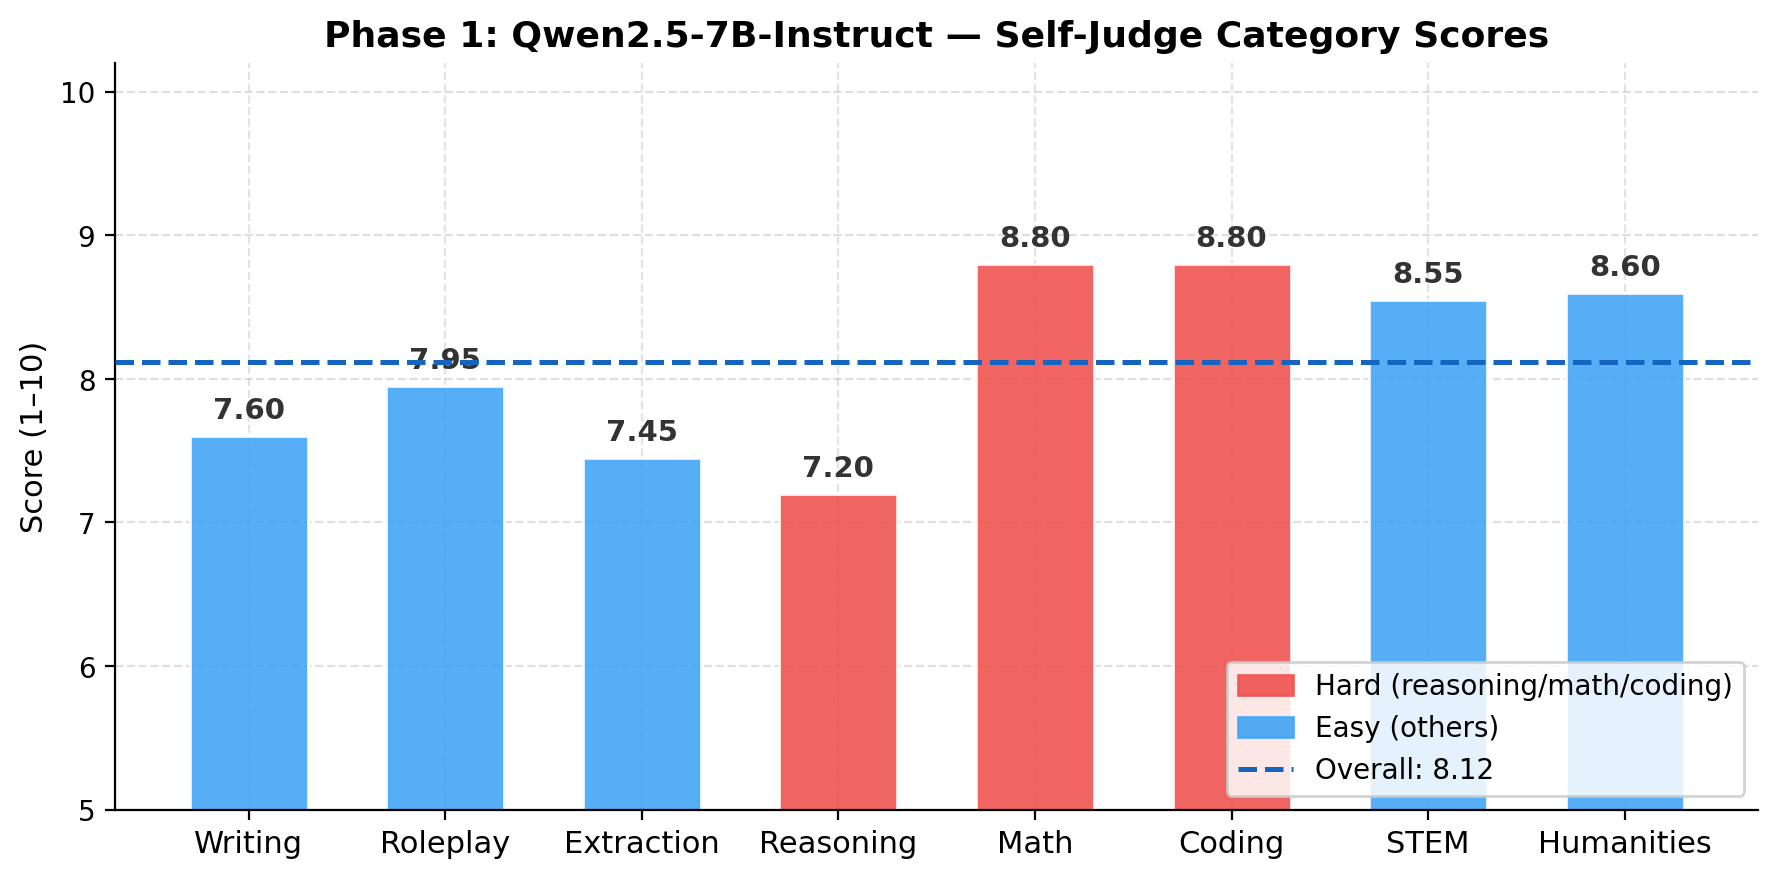 Phase 1: Qwen2.5-7B-Instruct — Self-Judge Category Scores
Score (1–10)
10
9
8
7
6
5
7.60
7.95
7.45
7.20
8.80
8.80
8.55
8.60
Hard (reasoning/math/coding)
Easy (others)
Overall: 8.12
Writing
Roleplay
Extraction
Reasoning
Math
Coding
STEM
Humanities